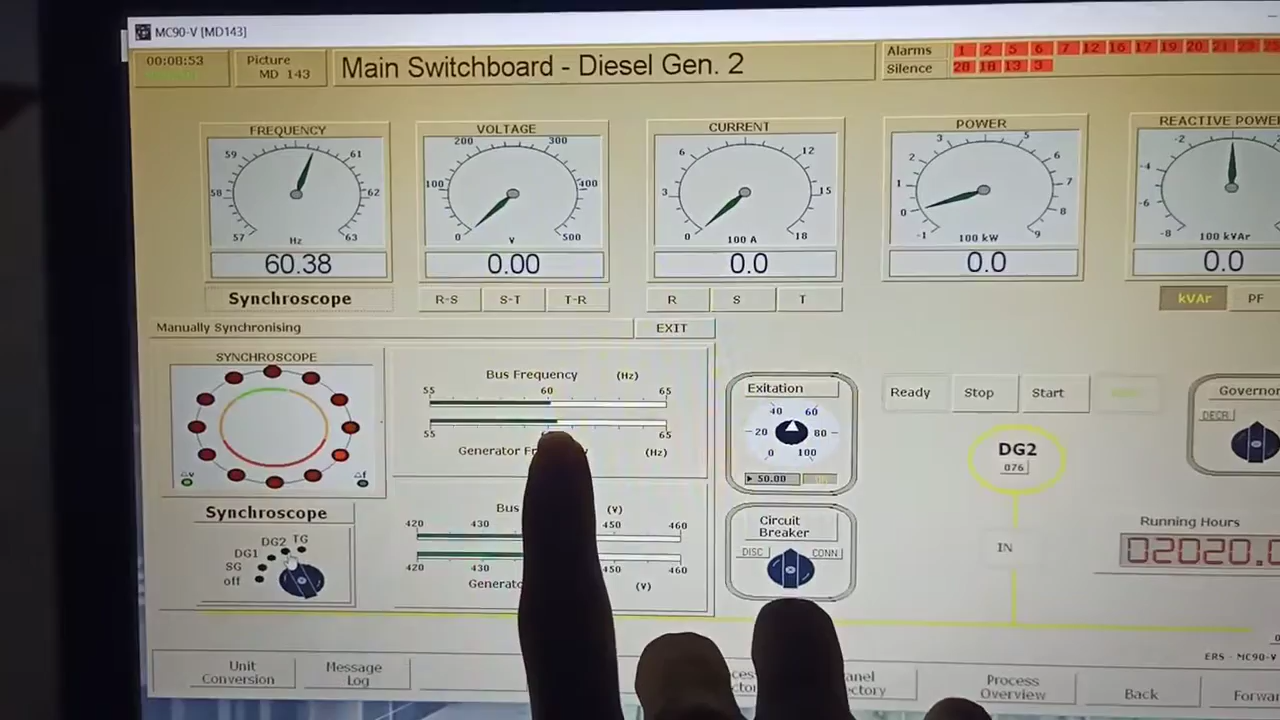 MC90-V [MD143]
00:08:53
Picture
MD 143
Main Switchboard - Diesel Gen. 2
Alarms 1 2 5 6 7 12 16 17 19 20 21
Silence 28 18 13 3
FREQUENCY
57 58 59 61 62 63
Hz
60.38
VOLTAGE
0 100 200 300 400 500
V
0.00
CURRENT
0 3 6 12 15 18
100 A
0.0
POWER
-1 0 1 2 3 5 6 7 8 9
100 kW
0.0
REACTIVE POWER
-8 -6 -4 -2
100 kVAr
0.0
Synchroscope
R-S S-T T-R
R S T
kVAr PF
Manually Synchronising EXIT
SYNCHROSCOPE
Bus Frequency (Hz)
55 60 65
55 65
Generator (Hz)
Bus (V)
420 430 450 460
420 430 450 460
(V)
Synchroscope
off SG DG1 DG2 TG
Exitation
0 20 40 60 80 100
50.00
Circuit
Breaker
DISC CONN
Ready Stop Start
DG2
076
IN
Governor
DECR
Running Hours
02020.
ERS - MC90-V
Unit
Conversion
Message
Log
Process
Overview
Back